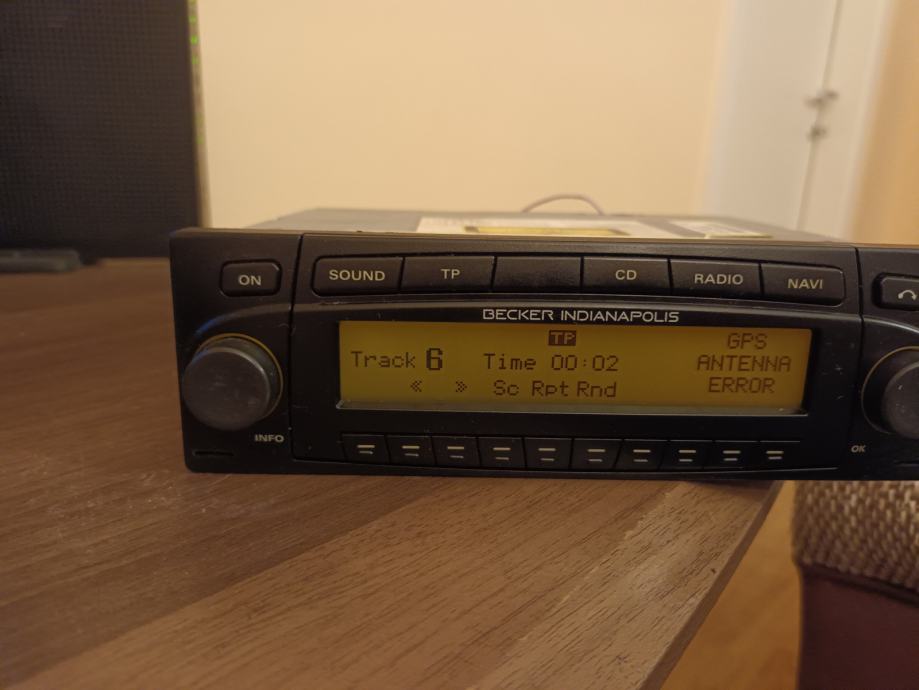 ON
SOUND TP CD RADIO NAVI
BECKER INDIANAPOLIS
TP GPS
Track 6 Time 00:02 ANTENNA
« » Sc Rpt Rnd ERROR
INFO
OK